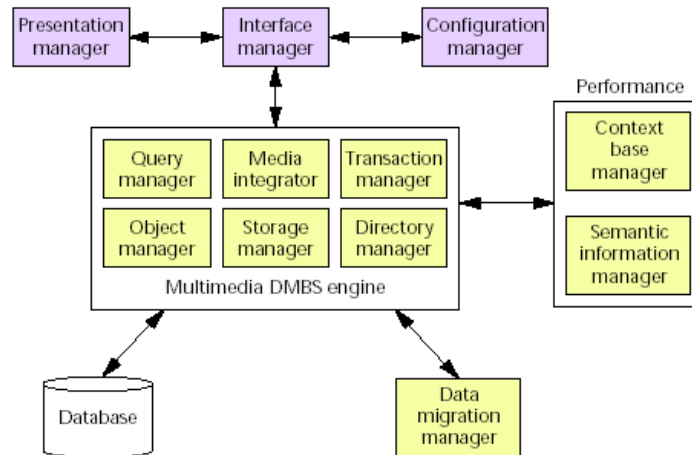 Presentation
manager
Interface
manager
Configuration
manager
Performance
Query
manager
Media
integrator
Transaction
manager
Object
manager
Storage
manager
Directory
manager
Multimedia DMBS engine
Context
base
manager
Semantic
information
manager
Database
Data
migration
manager